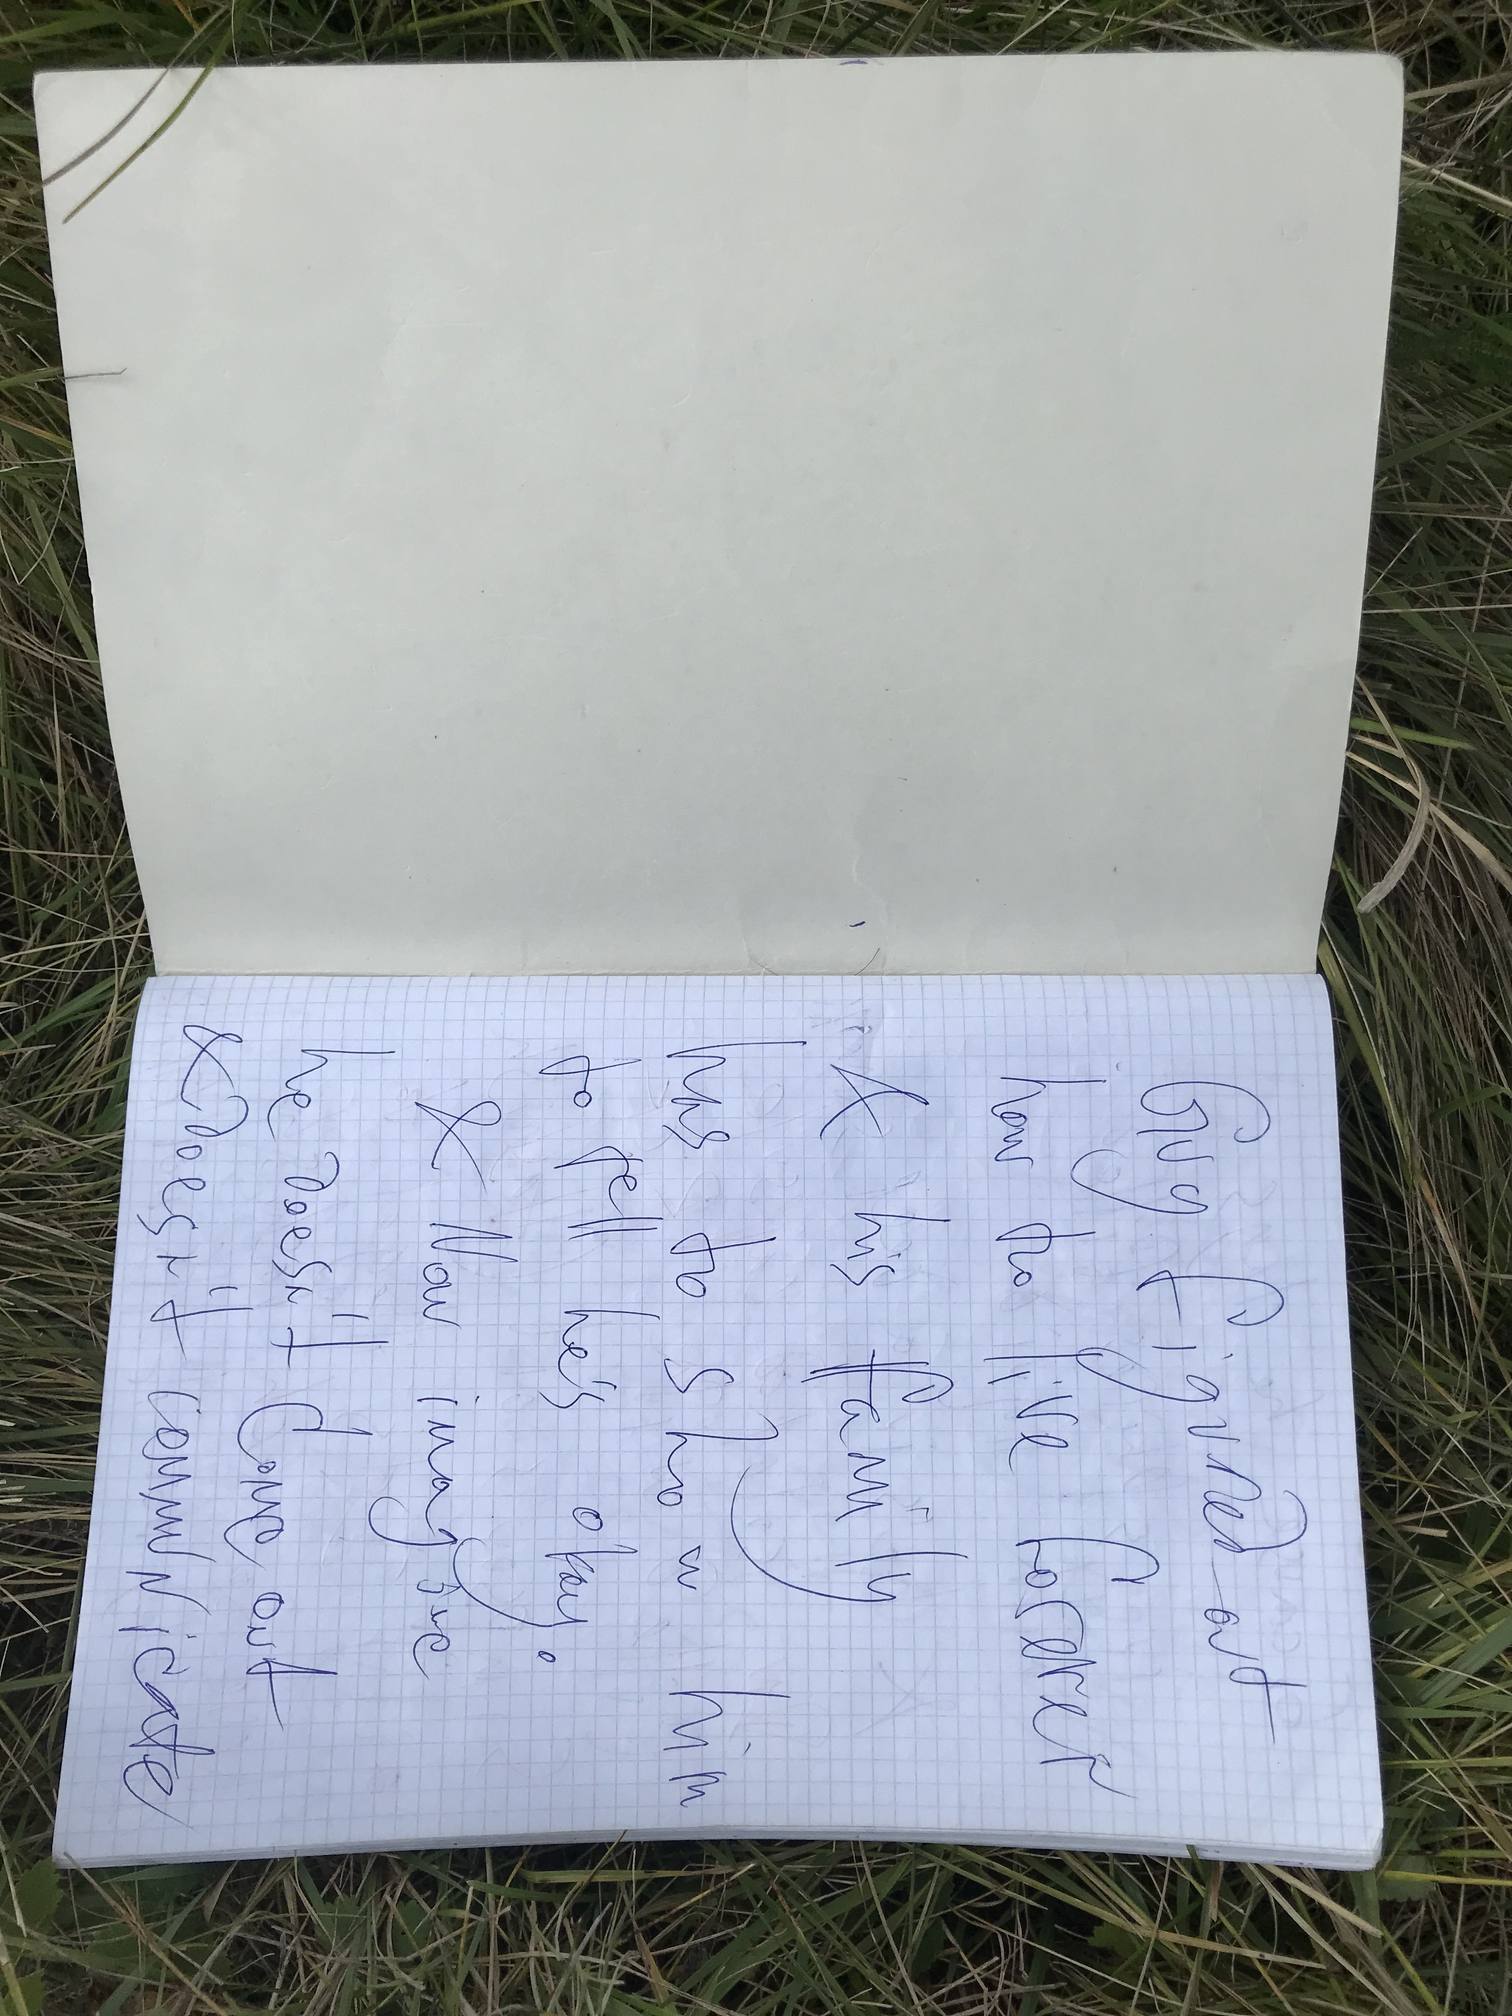 Guy figured out
how to live forever
& his family
has to show him
to tell he's okay.
& Now imagine
he doesn't Come out
& Doesn't communicate